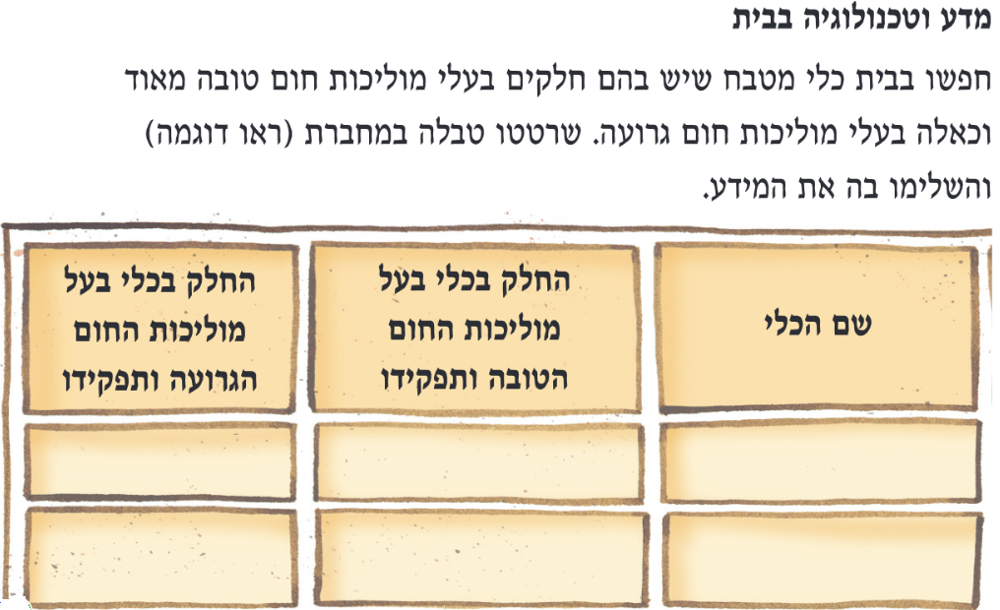 מדע וטכנולוגיה בבית
חפשו בבית כלי מטבח שיש בהם חלקים בעלי מוליכות חום טובה מאוד
וכאלה בעלי מוליכות חום גרועה. שרטטו טבלה במחברת (ראו דוגמה)
והשלימו בה את המידע.
שם הכלי
החלק בכלי בעל
מוליכות החום
הטובה ותפקידו
החלק בכלי בעל
מוליכות החום
הגרועה ותפקידו